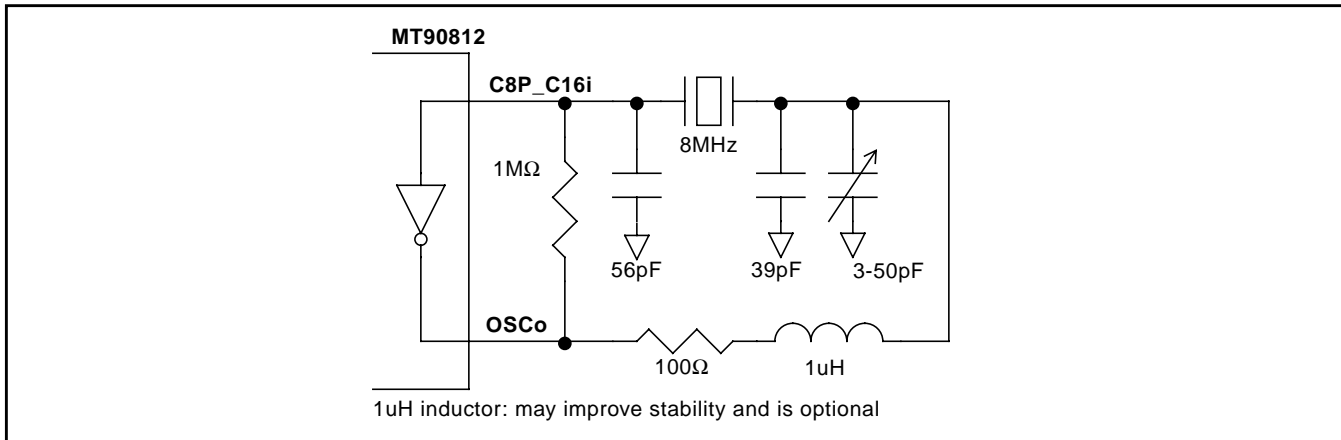 MT90812
C8P_C16i
8MHz
1MΩ
56pF
39pF
3-50pF
OSCo
100Ω
1uH
1uH inductor: may improve stability and is optional